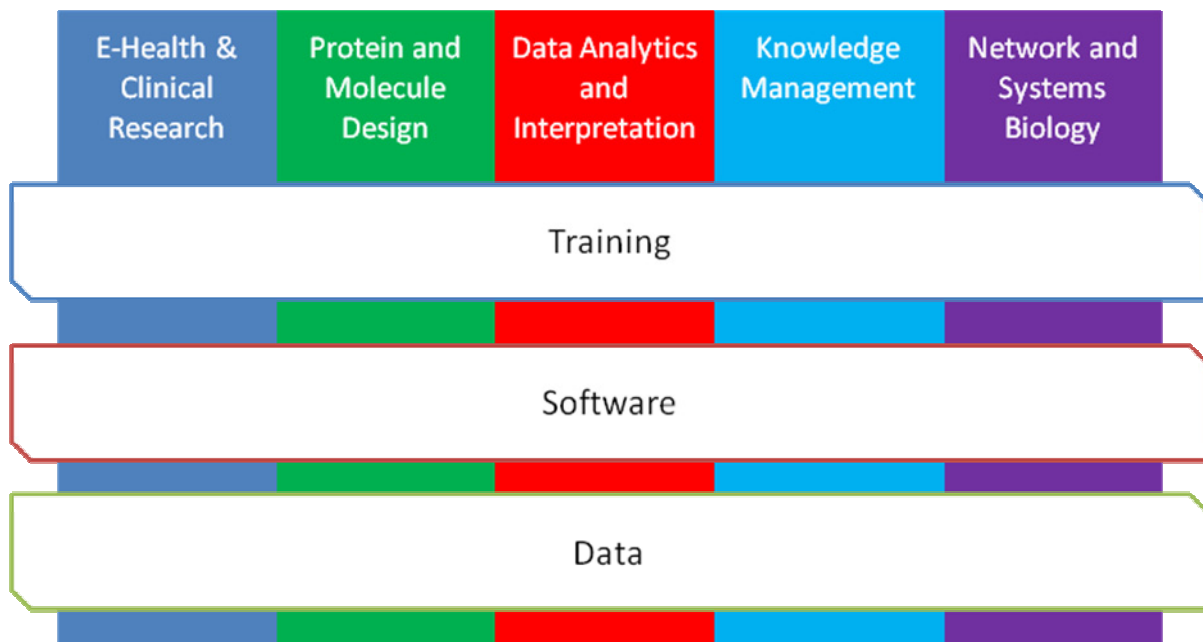 E-Health &
Clinical
Research
Protein and
Molecule
Design
Data Analytics
and
Interpretation
Knowledge
Management
Network and
Systems
Biology
Training
Software
Data